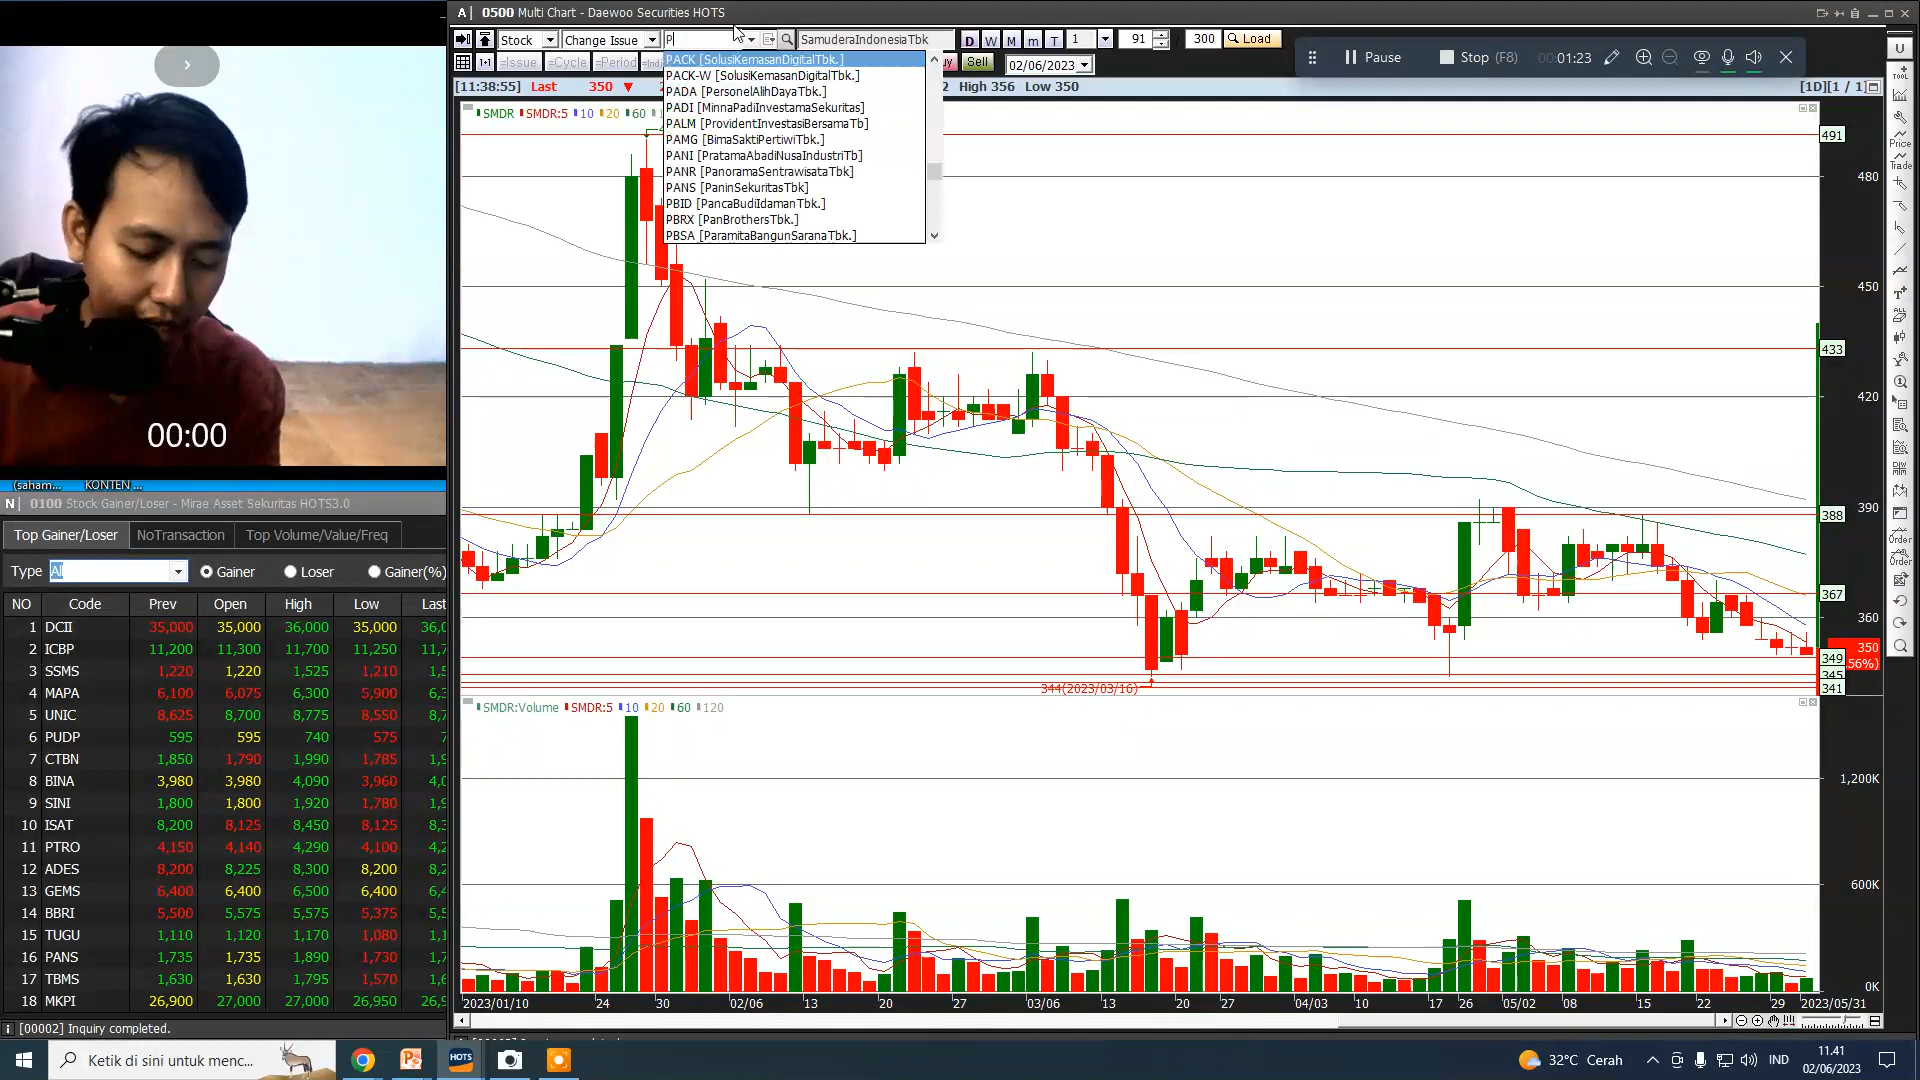 A 0500 Multi Chart - Daewoo Securities HOTS
Stock Change Issue P SamuderaIndonesiaTbk D W M m T 1 91 300 Load
1•1 =Issue =Cycle =Period Sell 02/06/2023
Pause Stop (F8) 00:01:23
PACK [SolusiKemasanDigitalTbk.]
PACK-W [SolusiKemasanDigitalTbk.]
PADA [PersonelAlihDayaTbk.]
PADI [MinnaPadiInvestamaSekuritas]
PALM [ProvidentInvestasiBersamaTb]
PAMG [BimaSaktiPertiwiTbk.]
PANI [PratamaAbadiNusaIndustriTb]
PANR [PanoramaSentrawisataTbk]
PANS [PaninSekuritasTbk]
PBID [PancaBudiIdamanTbk.]
PBRX [PanBrothersTbk.]
PBSA [ParamitaBangunSaranaTbk.]
[11:38:55] Last 350 ▼ 2 High 356 Low 350 [1D][1 / 1]
SMDR SMDR:5 10 20 60
491
480
450
433
420
390
388
367
360
350
349
56%)
345
341
344(2023/03/16)
SMDR:Volume SMDR:5 10 20 60 120
1,200K
600K
0K
2023/01/10 24 30 02/06 13 20 27 03/06 13 20 27 04/03 10 17 26 05/02 08 15 22 29 2023/05/31
U
TOOL
Price
Trade
T
ALL
DIV
Order
Order
00:00
(saham... KONTEN ...
N 0100 Stock Gainer/Loser - Mirae Asset Sekuritas HOTS3.0
Top Gainer/Loser NoTransaction Top Volume/Value/Freq
Type Al Gainer Loser Gainer(%)
NO Code Prev Open High Low Last
1 DCII 35,000 35,000 36,000 35,000 36,0
2 ICBP 11,200 11,300 11,700 11,250 11,7
3 SSMS 1,220 1,220 1,525 1,210 1,5
4 MAPA 6,100 6,075 6,300 5,900 6,3
5 UNIC 8,625 8,700 8,775 8,550 8,7
6 PUDP 595 595 740 575 7
7 CTBN 1,850 1,790 1,990 1,785 1,9
8 BINA 3,980 3,980 4,090 3,960 4,0
9 SINI 1,800 1,800 1,920 1,780 1,9
10 ISAT 8,200 8,125 8,450 8,125 8,3
11 PTRO 4,150 4,140 4,290 4,100 4,2
12 ADES 8,200 8,225 8,300 8,200 8,2
13 GEMS 6,400 6,400 6,500 6,400 6,4
14 BBRI 5,500 5,575 5,575 5,375 5,5
15 TUGU 1,110 1,120 1,170 1,080 1,1
16 PANS 1,735 1,735 1,890 1,730 1,8
17 TBMS 1,630 1,630 1,795 1,570 1,6
18 MKPI 26,900 27,000 27,000 26,950 26,9
[00002] Inquiry completed.
Ketik di sini untuk menc... HOTS 32°C Cerah IND 11.41
02/06/2023